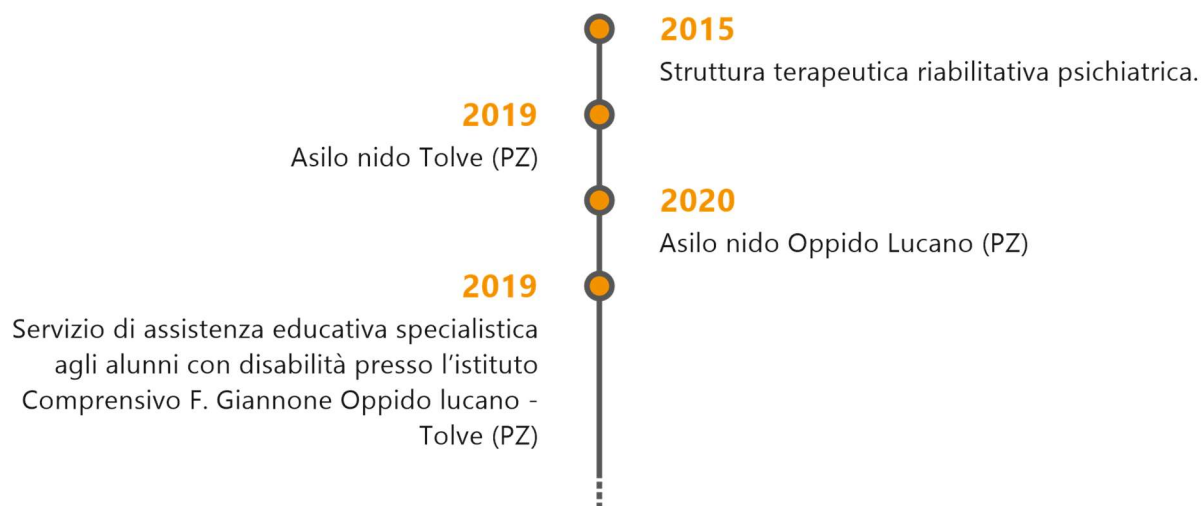 2015
Struttura terapeutica riabilitativa psichiatrica.
2019
Asilo nido Tolve (PZ)
2020
Asilo nido Oppido Lucano (PZ)
2019
Servizio di assistenza educativa specialistica
agli alunni con disabilità presso l'istituto
Comprensivo F. Giannone Oppido lucano -
Tolve (PZ)